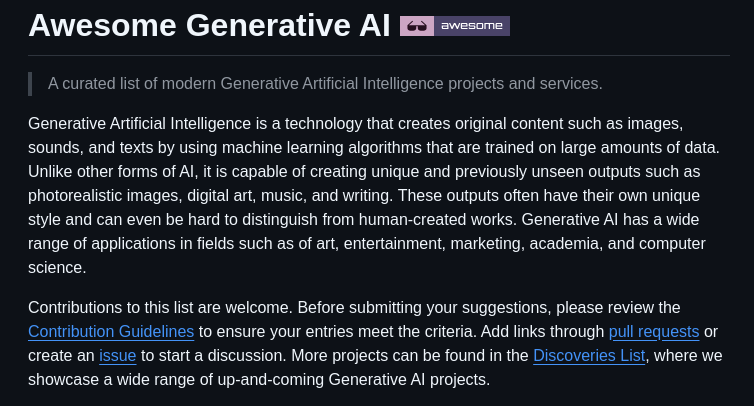 Awesome Generative AI awesome
A curated list of modern Generative Artificial Intelligence projects and services.
Generative Artificial Intelligence is a technology that creates original content such as images,
sounds, and texts by using machine learning algorithms that are trained on large amounts of data.
Unlike other forms of AI, it is capable of creating unique and previously unseen outputs such as
photorealistic images, digital art, music, and writing. These outputs often have their own unique
style and can even be hard to distinguish from human-created works. Generative AI has a wide
range of applications in fields such as of art, entertainment, marketing, academia, and computer
science.
Contributions to this list are welcome. Before submitting your suggestions, please review the
Contribution Guidelines to ensure your entries meet the criteria. Add links through pull requests or
create an issue to start a discussion. More projects can be found in the Discoveries List, where we
showcase a wide range of up-and-coming Generative AI projects.